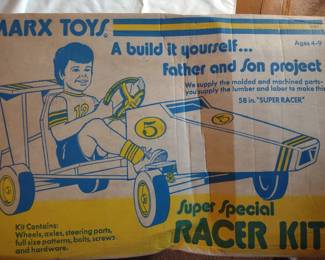 MARX TOYS®
A build it yourself...
Ages 4-9
Father and Son project
We supply the molded and machined parts-
you supply the lumber and labor to make this
58 in. "SUPER RACER"
12
5
Kit Contains:
Wheels, axles, steering parts,
full size patterns, bolts, screws
and hardware.
Super Special
RACER KIT